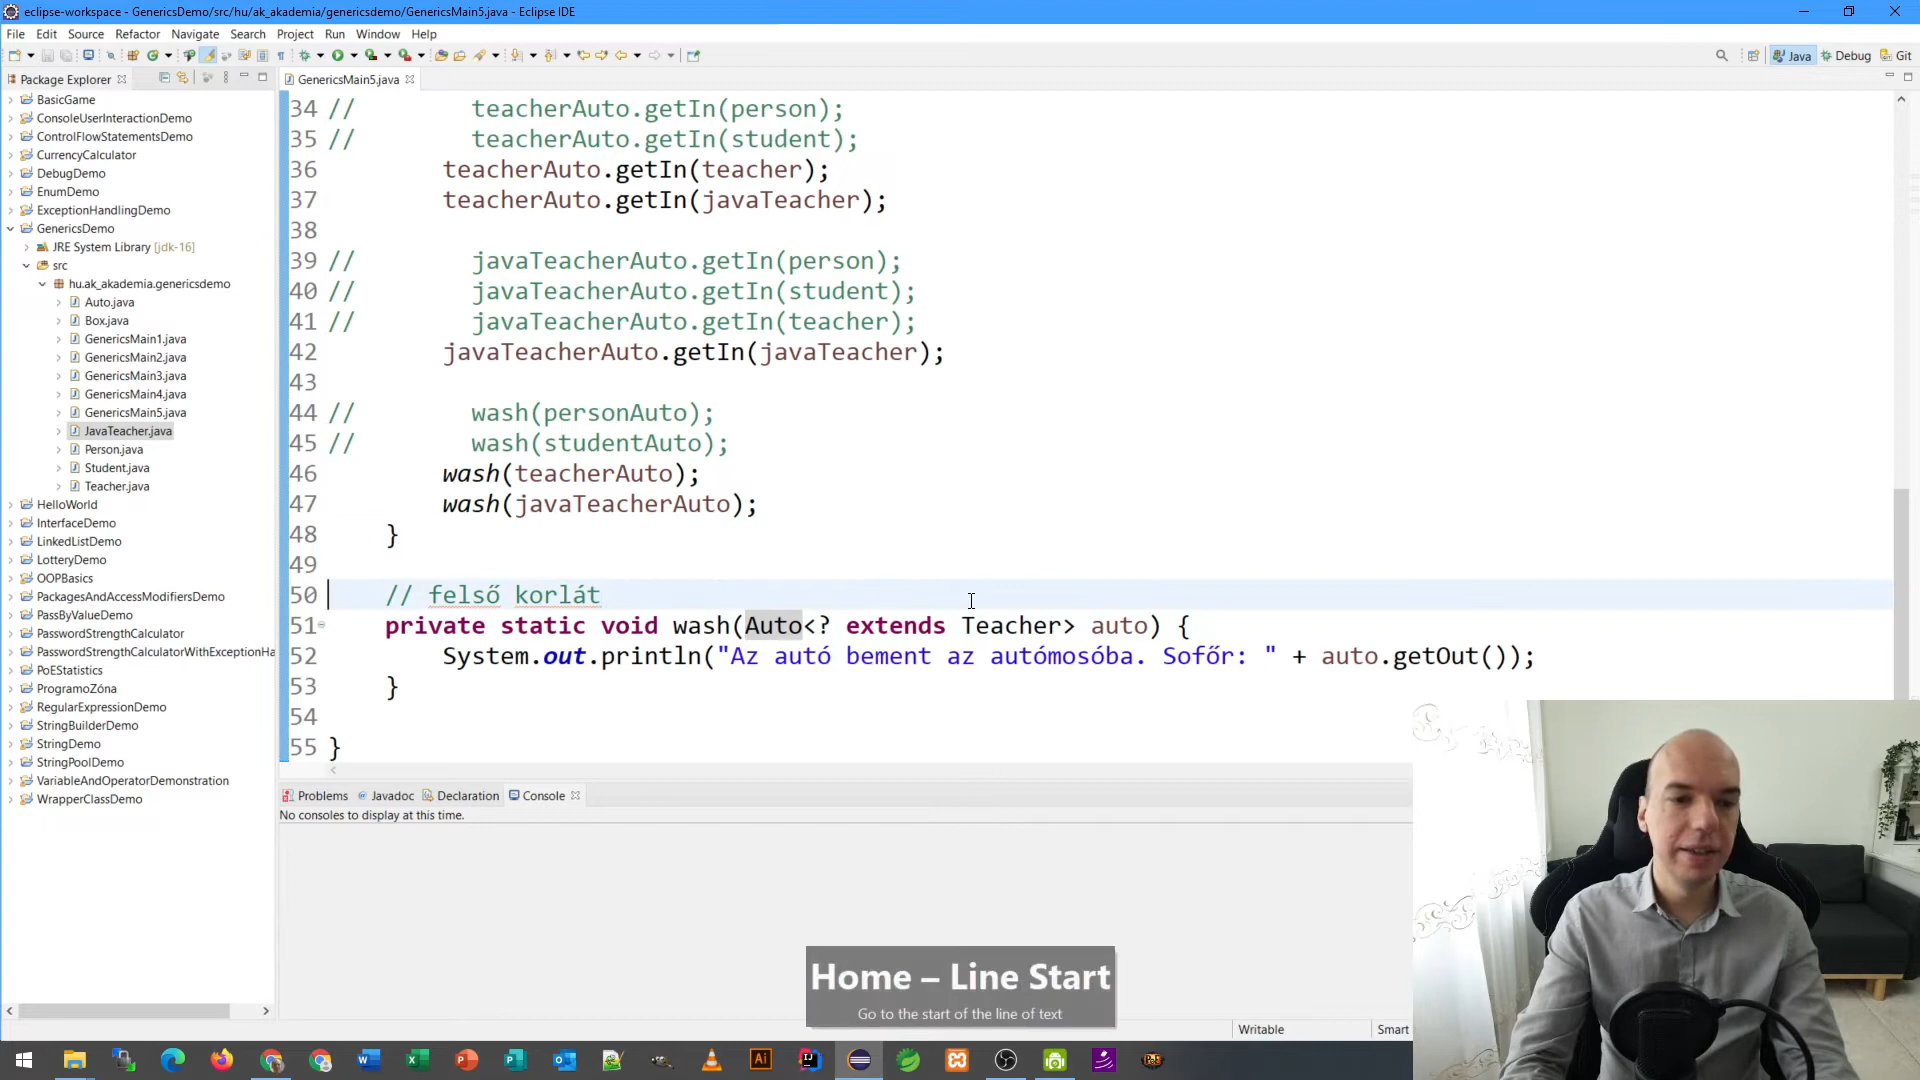 eclipse-workspace - GenericsDemo/src/hu/ak_akademia/genericsdemo/GenericsMain5.java - Eclipse IDE
File Edit Source Refactor Navigate Search Project Run Window Help
Java Debug Git
Package Explorer
GenericsMain5.java
BasicGame
ConsoleUserInteractionDemo
ControlFlowStatementsDemo
CurrencyCalculator
DebugDemo
EnumDemo
ExceptionHandlingDemo
GenericsDemo
JRE System Library [jdk-16]
src
hu.ak_akademia.genericsdemo
Auto.java
Box.java
GenericsMain1.java
GenericsMain2.java
GenericsMain3.java
GenericsMain4.java
GenericsMain5.java
JavaTeacher.java
Person.java
Student.java
Teacher.java
HelloWorld
InterfaceDemo
LinkedListDemo
LotteryDemo
OOPBasics
PackagesAndAccessModifiersDemo
PassByValueDemo
PasswordStrengthCalculator
PasswordStrengthCalculatorWithExceptionHa
PoEStatistics
ProgramoZóna
RegularExpressionDemo
StringBuilderDemo
StringDemo
StringPoolDemo
VariableAndOperatorDemonstration
WrapperClassDemo
34 // teacherAuto.getIn(person);
35 // teacherAuto.getIn(student);
36 teacherAuto.getIn(teacher);
37 teacherAuto.getIn(javaTeacher);
38
39 // javaTeacherAuto.getIn(person);
40 // javaTeacherAuto.getIn(student);
41 // javaTeacherAuto.getIn(teacher);
42 javaTeacherAuto.getIn(javaTeacher);
43
44 // wash(personAuto);
45 // wash(studentAuto);
46 wash(teacherAuto);
47 wash(javaTeacherAuto);
48 }
49
50 // felső korlát
51 private static void wash(Auto<? extends Teacher> auto) {
52 System.out.println("Az autó bement az autómosóba. Sofőr: " + auto.getOut());
53 }
54
55 }
Problems Javadoc Declaration Console
No consoles to display at this time.
Home – Line Start
Go to the start of the line of text
Writable
Smart